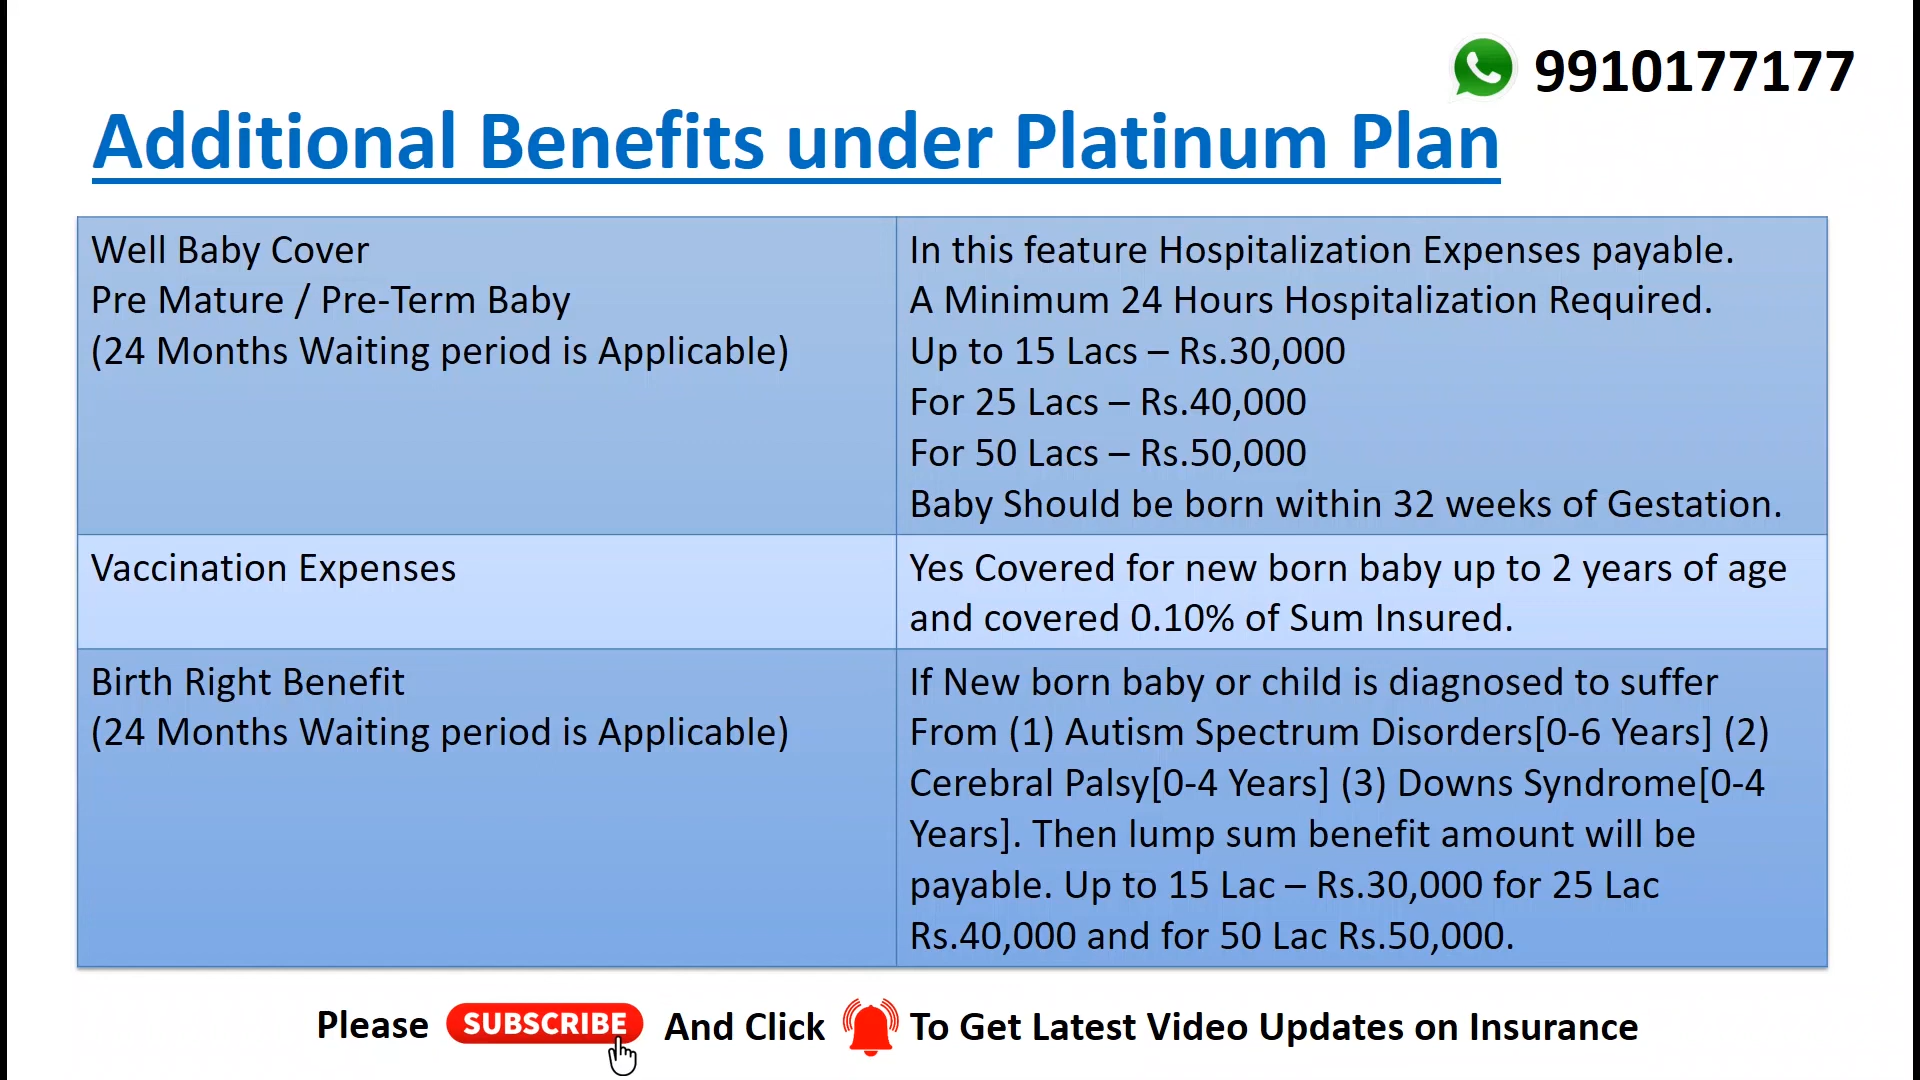 9910177177
Additional Benefits under Platinum Plan
Well Baby Cover
Pre Mature / Pre-Term Baby
(24 Months Waiting period is Applicable)
In this feature Hospitalization Expenses payable.
A Minimum 24 Hours Hospitalization Required.
Up to 15 Lacs – Rs.30,000
For 25 Lacs – Rs.40,000
For 50 Lacs – Rs.50,000
Baby Should be born within 32 weeks of Gestation.
Vaccination Expenses
Yes Covered for new born baby up to 2 years of age
and covered 0.10% of Sum Insured.
Birth Right Benefit
(24 Months Waiting period is Applicable)
If New born baby or child is diagnosed to suffer
From (1) Autism Spectrum Disorders[0-6 Years] (2)
Cerebral Palsy[0-4 Years] (3) Downs Syndrome[0-4
Years]. Then lump sum benefit amount will be
payable. Up to 15 Lac – Rs.30,000 for 25 Lac
Rs.40,000 and for 50 Lac Rs.50,000.
Please SUBSCRIBE And Click To Get Latest Video Updates on Insurance